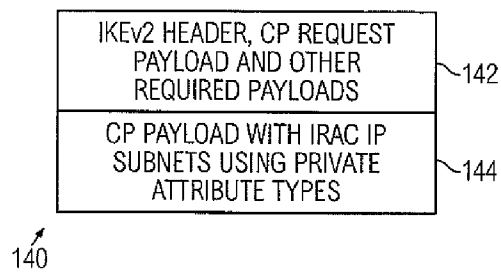 IKEv2 HEADER, CP REQUEST
PAYLOAD AND OTHER
REQUIRED PAYLOADS
142
CP PAYLOAD WITH IRAC IP
SUBNETS USING PRIVATE
ATTRIBUTE TYPES
144
140